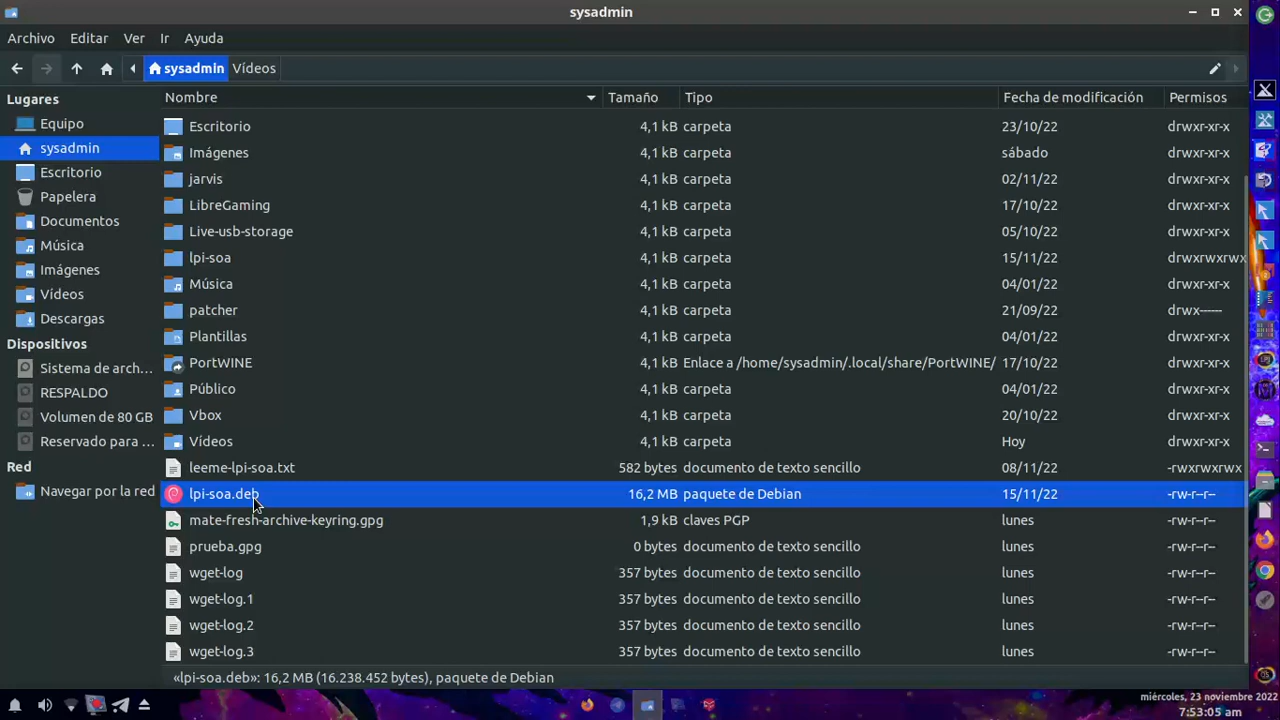 sysadmin
Archivo Editar Ver Ir Ayuda
sysadmin Vídeos
Lugares
Equipo
sysadmin
Escritorio
Papelera
Documentos
Música
Imágenes
Vídeos
Descargas
Dispositivos
Sistema de arch...
RESPALDO
Volumen de 80 GB
Reservado para ...
Red
Navegar por la red
Nombre Tamaño Tipo Fecha de modificación Permisos
Escritorio 4,1 kB carpeta 23/10/22 drwxr-xr-x
Imágenes 4,1 kB carpeta sábado drwxr-xr-x
jarvis 4,1 kB carpeta 02/11/22 drwxr-xr-x
LibreGaming 4,1 kB carpeta 17/10/22 drwxr-xr-x
Live-usb-storage 4,1 kB carpeta 05/10/22 drwxr-xr-x
lpi-soa 4,1 kB carpeta 15/11/22 drwxrwxrwx
Música 4,1 kB carpeta 04/01/22 drwxr-xr-x
patcher 4,1 kB carpeta 21/09/22 drwx------
Plantillas 4,1 kB carpeta 04/01/22 drwxr-xr-x
PortWINE 4,1 kB Enlace a /home/sysadmin/.local/share/PortWINE/ 17/10/22 drwxr-xr-x
Público 4,1 kB carpeta 04/01/22 drwxr-xr-x
Vbox 4,1 kB carpeta 20/10/22 drwxr-xr-x
Vídeos 4,1 kB carpeta Hoy drwxr-xr-x
leeme-lpi-soa.txt 582 bytes documento de texto sencillo 08/11/22 -rwxrwxrwx
lpi-soa.deb 16,2 MB paquete de Debian 15/11/22 -rw-r--r--
mate-fresh-archive-keyring.gpg 1,9 kB claves PGP lunes -rw-r--r--
prueba.gpg 0 bytes documento de texto sencillo lunes -rw-r--r--
wget-log 357 bytes documento de texto sencillo lunes -rw-r--r--
wget-log.1 357 bytes documento de texto sencillo lunes -rw-r--r--
wget-log.2 357 bytes documento de texto sencillo lunes -rw-r--r--
wget-log.3 357 bytes documento de texto sencillo lunes -rw-r--r--
«lpi-soa.deb»: 16,2 MB (16.238.452 bytes), paquete de Debian
miércoles, 23 noviembre 2022
7:53:05 am